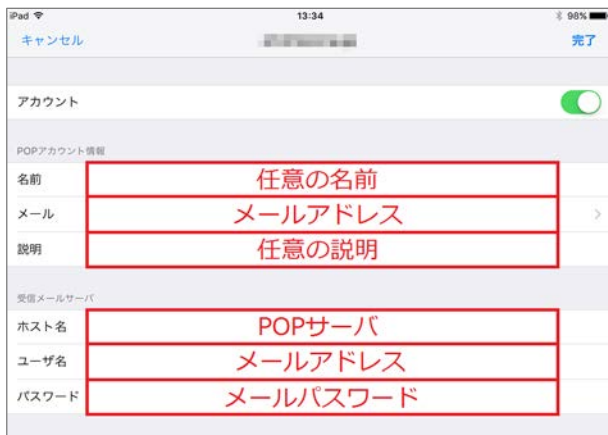 iPad 13:34 98%
キャンセル 完了
アカウント
POPアカウント情報
名前 任意の名前
メール メールアドレス
説明 任意の説明
受信メールサーバ
ホスト名 POPサーバ
ユーザ名 メールアドレス
パスワード メールパスワード